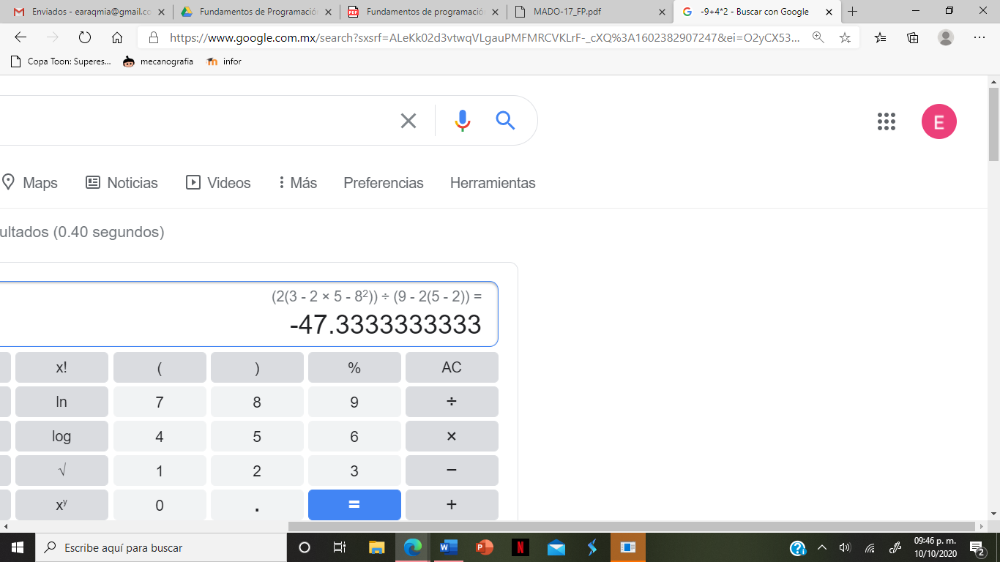 Enviados - earaqmia@gmail.co
Fundamentos de Programación
Fundamentos de programació
MADO-17_FP.pdf
-9+4*2 - Buscar con Google
https://www.google.com.mx/search?sxsrf=ALeKk02d3vtwqVLgauPMFMRCVKLrF-_cXQ%3A1602382907247&ei=O2yCX53...
Copa Toon: Superes...
mecanografia
infor
E
Maps
Noticias
Videos
Más
Preferencias
Herramientas
ultados (0.40 segundos)
(2(3 - 2 × 5 - 8²)) ÷ (9 - 2(5 - 2)) =
-47.3333333333
x! ( ) % AC
ln 7 8 9 ÷
log 4 5 6 ×
√ 1 2 3 −
xʸ 0 . = +
Escribe aquí para buscar
09:46 p. m.
10/10/2020
2